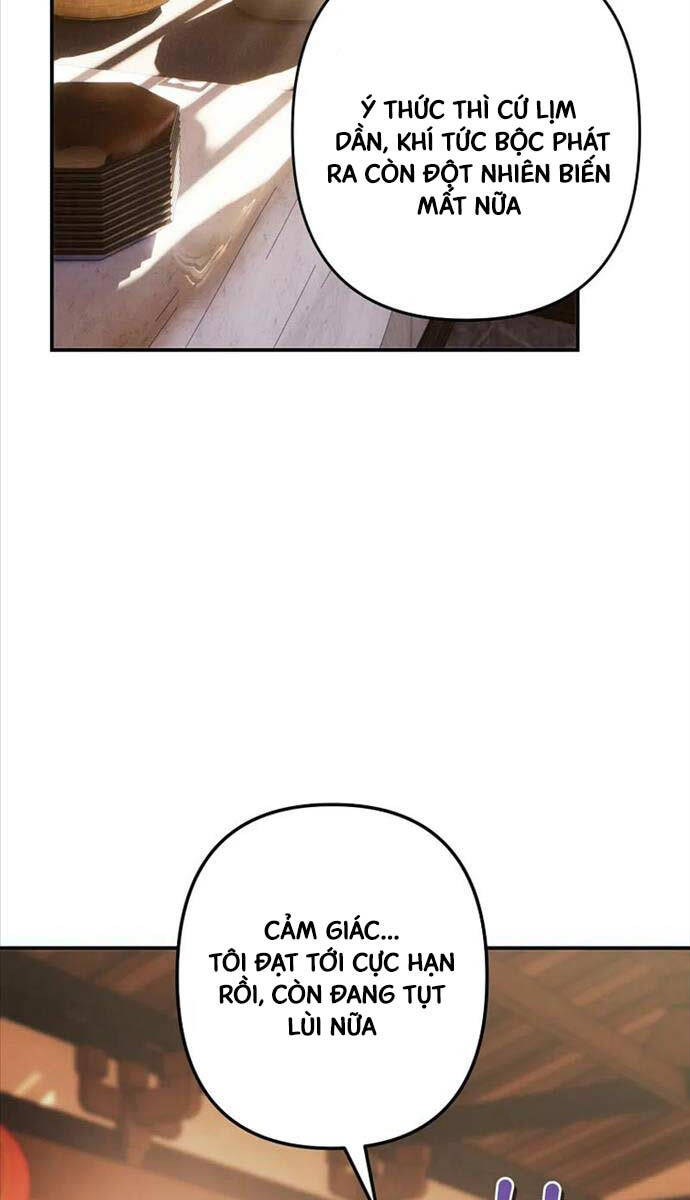 Ý THỨC THÌ CỨ LỊM
DẦN, KHÍ TỨC BỘC PHÁT
RA CÒN ĐỘT NHIÊN BIẾN
MẤT NỮA
CẢM GIÁC...
TÔI ĐẠT TỚI CỰC HẠN
RỒI, CÒN ĐANG TỤT
LÙI NỮA